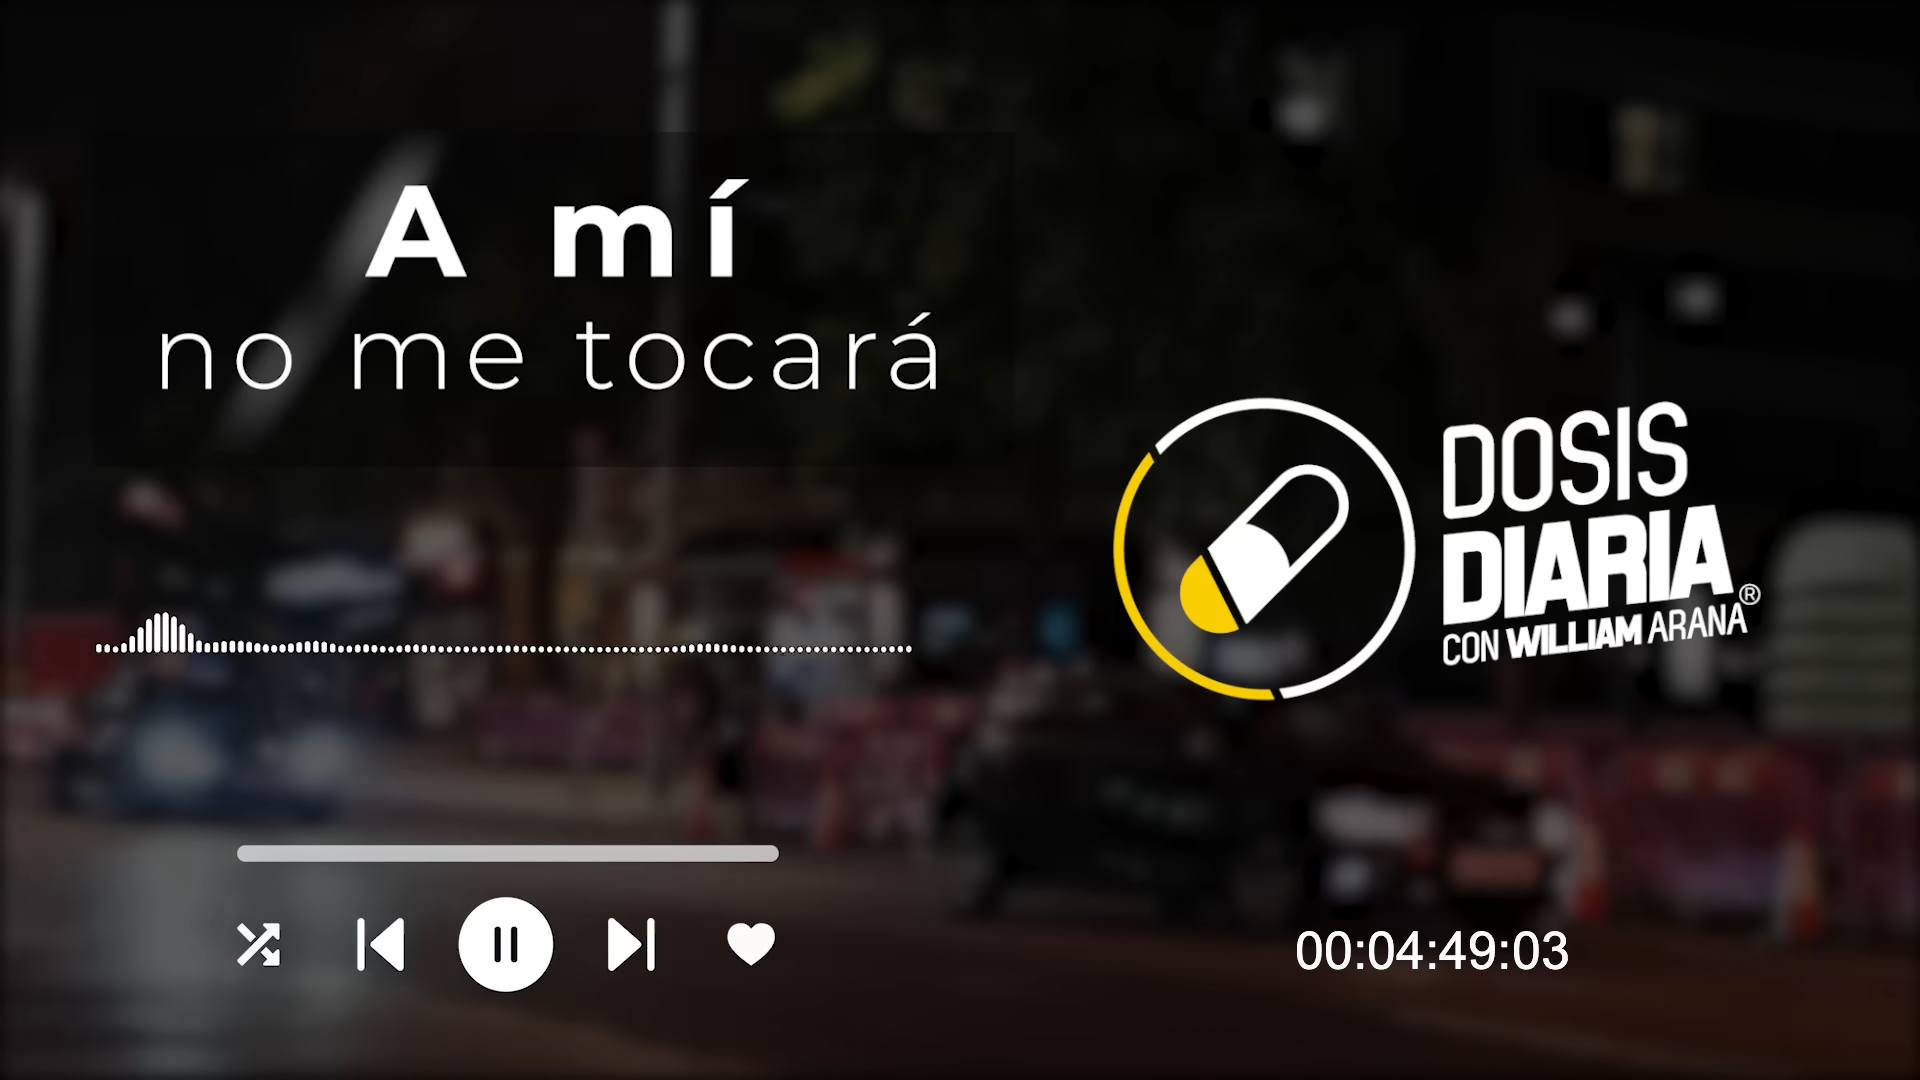 A mí
no me tocará
DOSIS
DIARIA®
CON WILLIAM ARANA
00:04:49:03